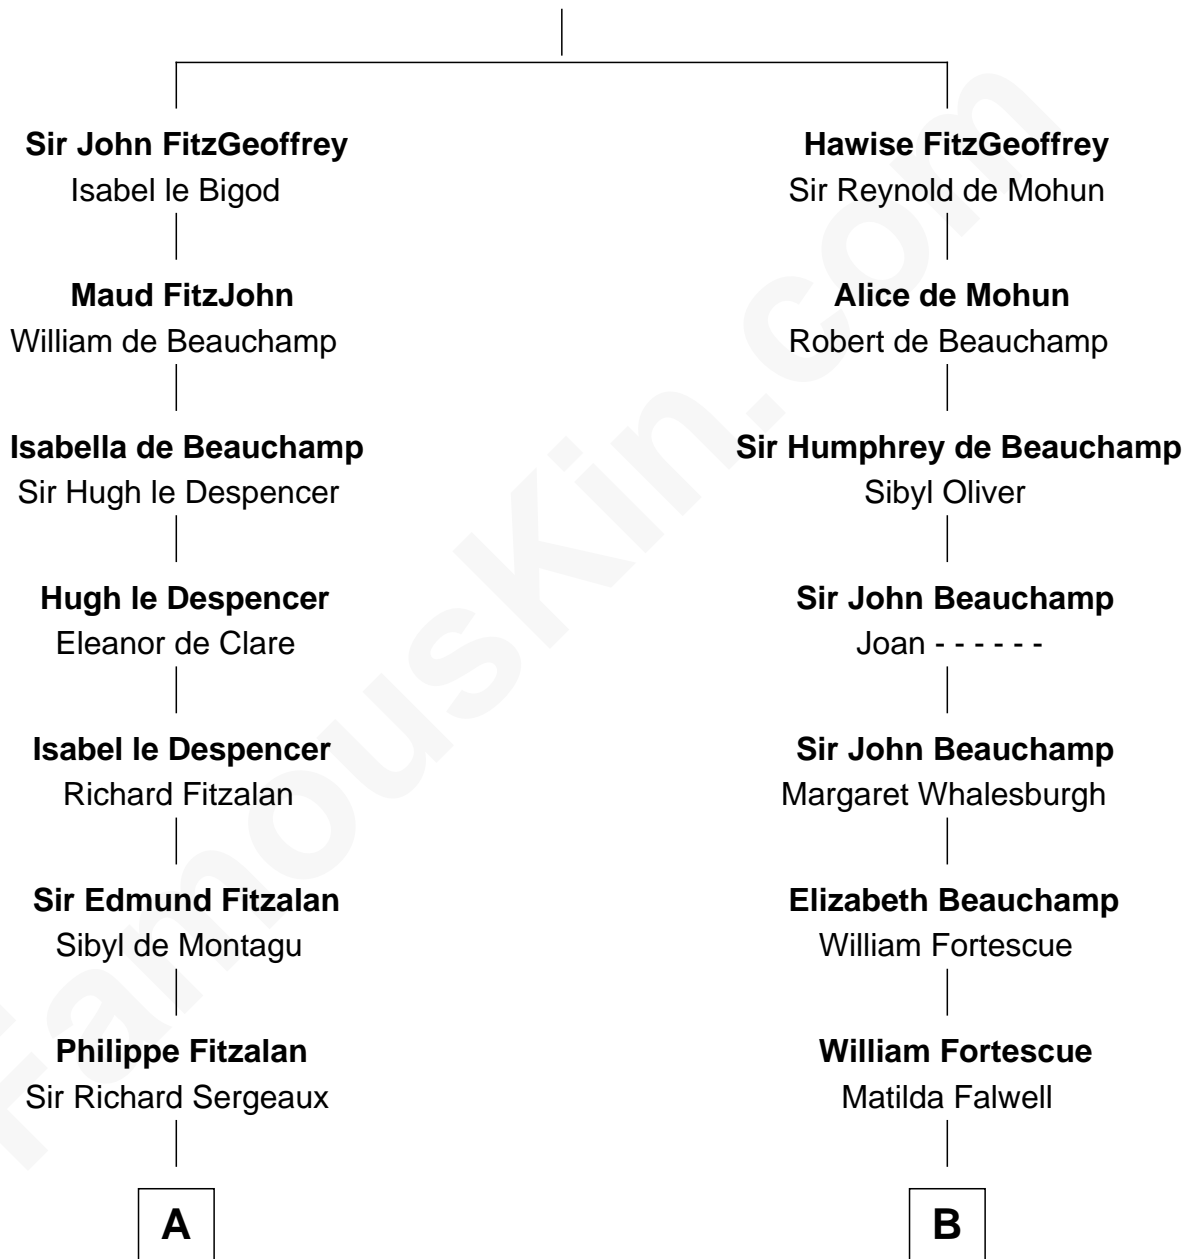 Sir John FitzGeoffrey
Isabel le Bigod
Maud FitzJohn
William de Beauchamp
Isabella de Beauchamp
Sir Hugh le Despencer
Hugh le Despencer
Eleanor de Clare
Isabel le Despencer
Richard Fitzalan
Sir Edmund Fitzalan
Sibyl de Montagu
Philippe Fitzalan
Sir Richard Sergeaux
A
Hawise FitzGeoffrey
Sir Reynold de Mohun
Alice de Mohun
Robert de Beauchamp
Sir Humphrey de Beauchamp
Sibyl Oliver
Sir John Beauchamp
Joan - - - - - -
Sir John Beauchamp
Margaret Whalesburgh
Elizabeth Beauchamp
William Fortescue
William Fortescue
Matilda Falwell
B
FamousKin.com